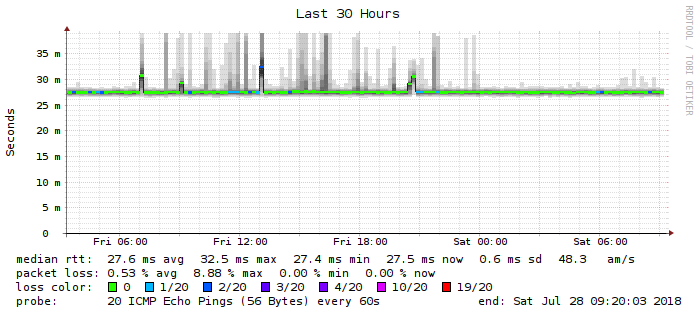 Last 30 Hours
RRDTOOL / TOBI OETIKER
Seconds
35 m
30 m
25 m
20 m
15 m
10 m
5 m
0
Fri 06:00 Fri 12:00 Fri 18:00 Sat 00:00 Sat 06:00
median rtt: 27.6 ms avg 32.5 ms max 27.4 ms min 27.5 ms now 0.6 ms sd 48.3 am/s
packet loss: 0.53 % avg 8.88 % max 0.00 % min 0.00 % now
loss color: 0 1/20 2/20 3/20 4/20 10/20 19/20
probe: 20 ICMP Echo Pings (56 Bytes) every 60s end: Sat Jul 28 09:20:03 2018